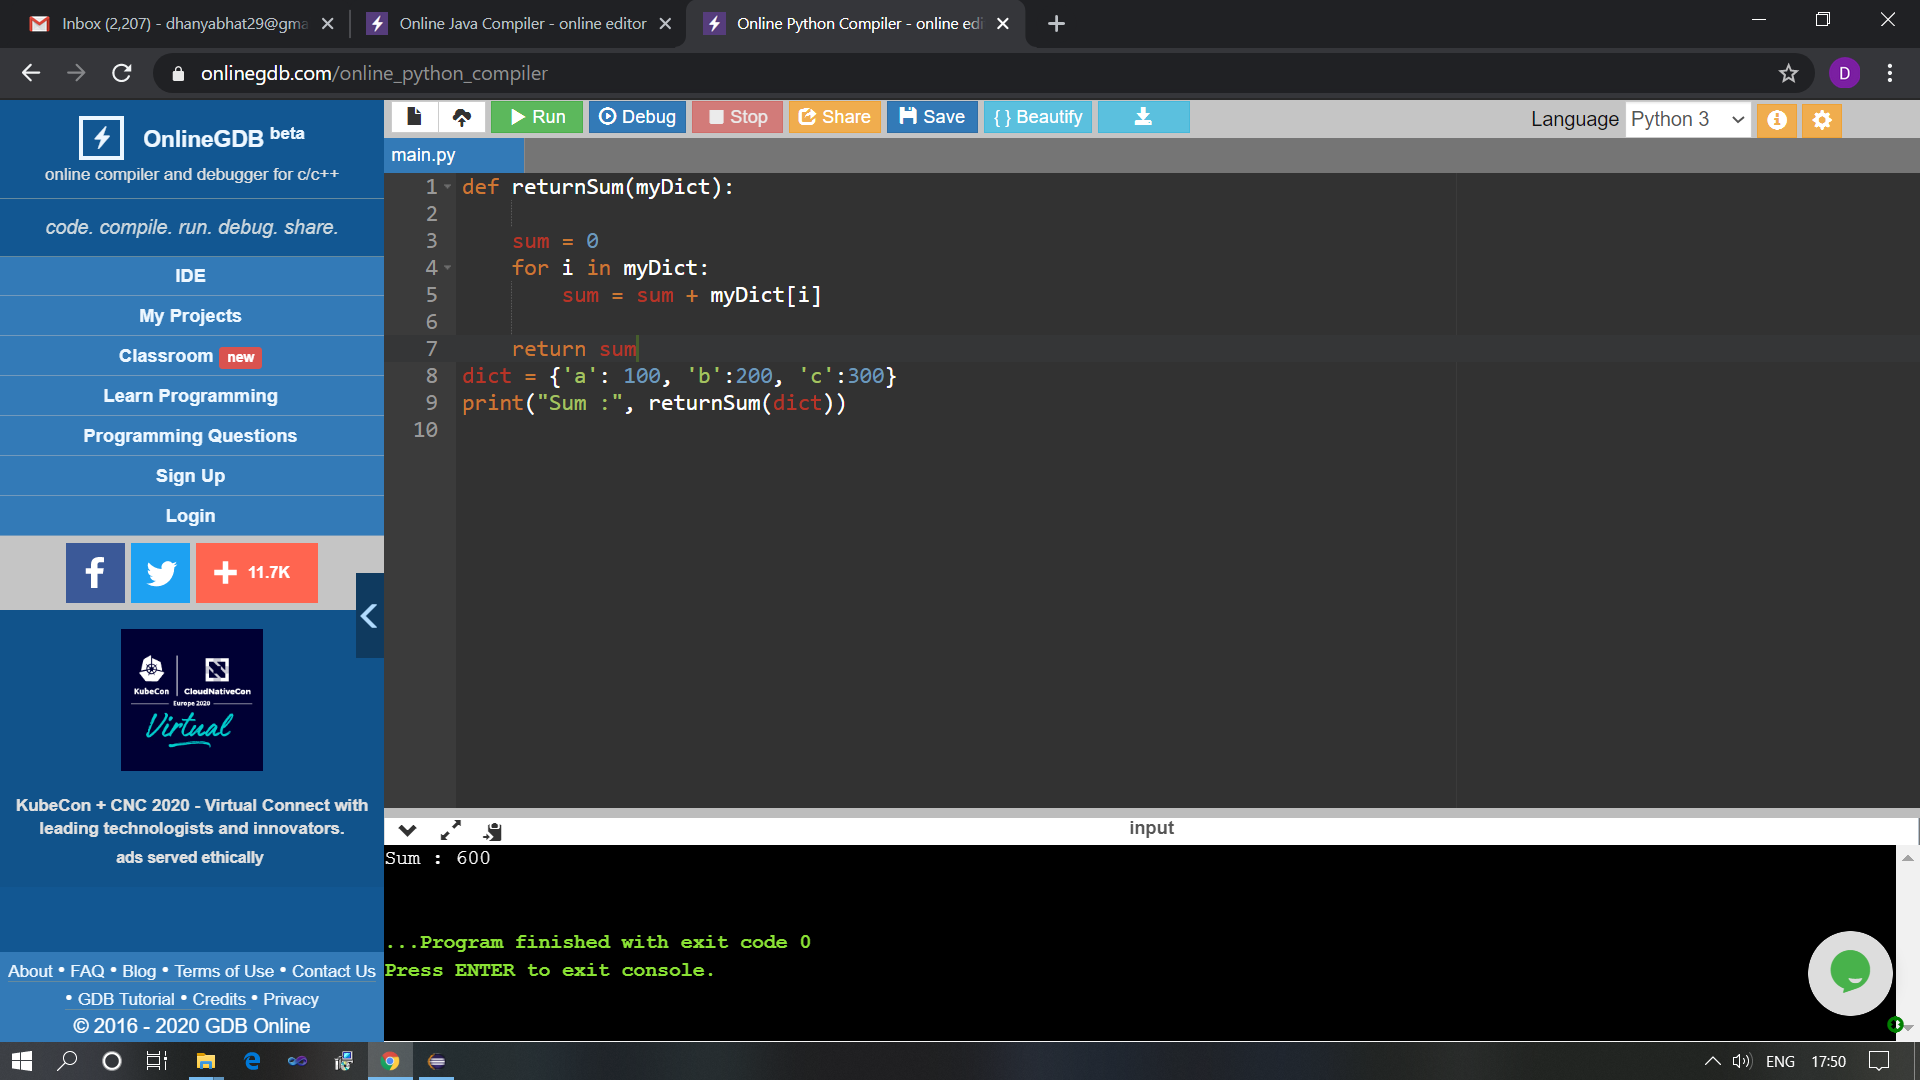 Inbox (2,207) - dhanyabhat29@gma
Online Java Compiler - online editor
Online Python Compiler - online edi
onlinegdb.com/online_python_compiler
D
OnlineGDB beta
online compiler and debugger for c/c++
code. compile. run. debug. share.
IDE
My Projects
Classroom new
Learn Programming
Programming Questions
Sign Up
Login
11.7K
KubeCon CloudNativeCon
Europe 2020
Virtual
KubeCon + CNC 2020 - Virtual Connect with
leading technologists and innovators.
ads served ethically
About • FAQ • Blog • Terms of Use • Contact Us
• GDB Tutorial • Credits • Privacy
© 2016 - 2020 GDB Online
Run Debug Stop Share Save {} Beautify
Language Python 3
main.py
1 def returnSum(myDict):
2
3 sum = 0
4 for i in myDict:
5 sum = sum + myDict[i]
6
7 return sum
8 dict = {'a': 100, 'b':200, 'c':300}
9 print("Sum :", returnSum(dict))
10
input
Sum : 600
...Program finished with exit code 0
Press ENTER to exit console.
ENG 17:50